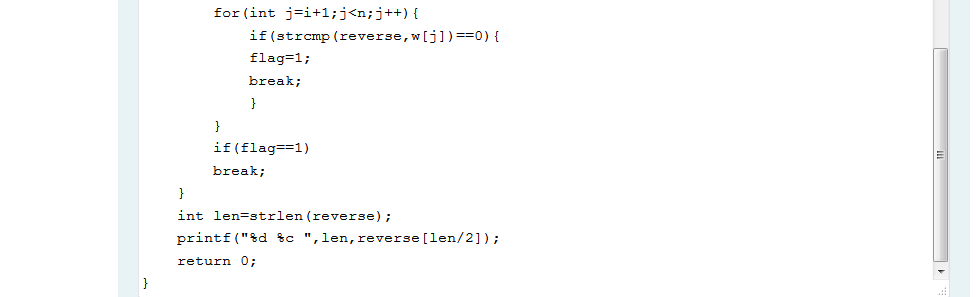 for(int j=i+1;j<n;j++){
if(strcmp(reverse,w[j])==0){
flag=1;
break;
}
}
if(flag==1)
break;
}
int len=strlen(reverse);
printf("%d %c ",len,reverse[len/2]);
return 0;
}